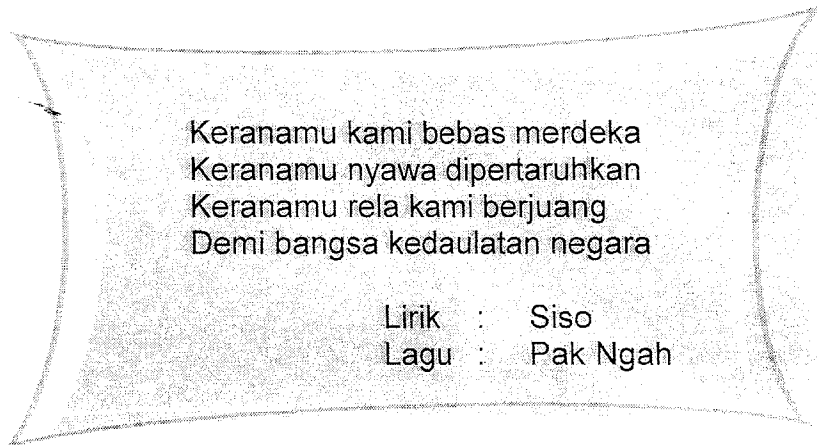 Keranamu kami bebas merdeka
Keranamu nyawa dipertaruhkan
Keranamu rela kami berjuang
Demi bangsa kedaulatan negara
Lirik : Siso
Lagu : Pak Ngah